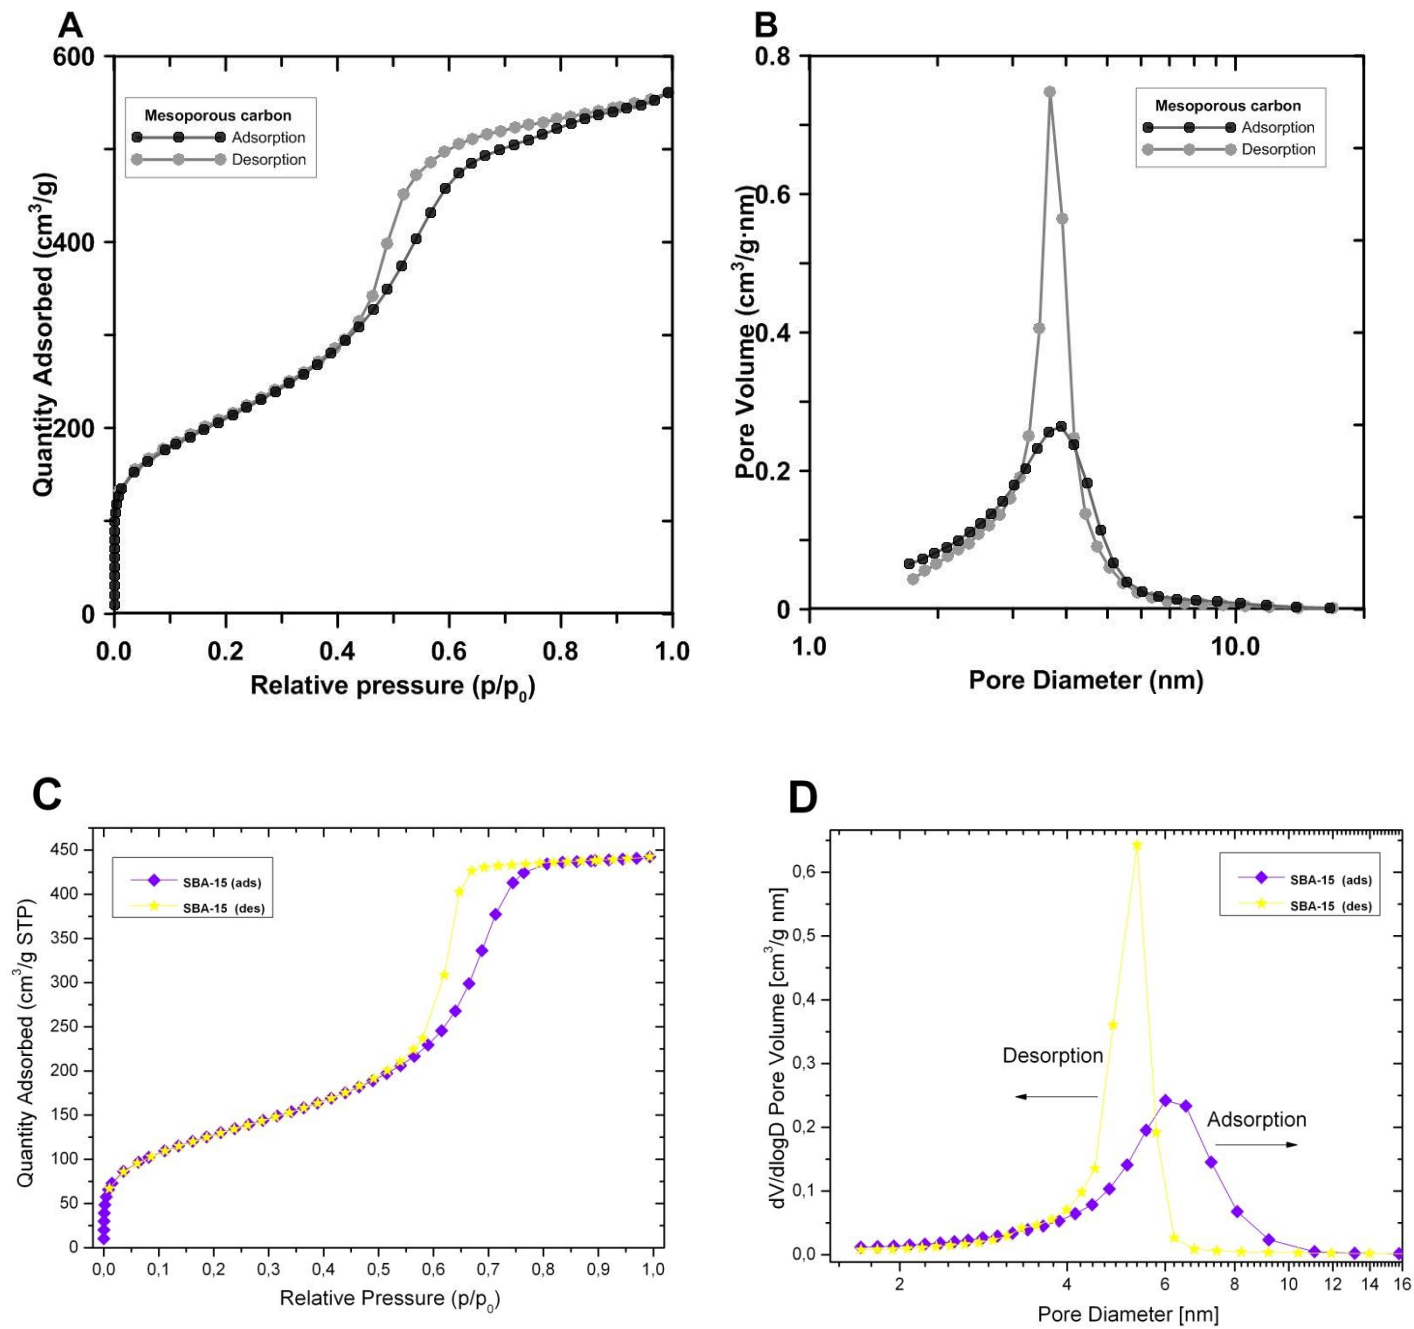 A
600
400
200
0
Quantity Adsorbed (cm³/g)
Mesoporous carbon
Adsorption
Desorption
0.0 0.2 0.4 0.6 0.8 1.0
Relative pressure (p/p₀)
B
0.8
0.6
0.4
0.2
0
Pore Volume (cm³/g·nm)
Mesoporous carbon
Adsorption
Desorption
1.0 10.0
Pore Diameter (nm)
C
450
400
350
300
250
200
150
100
50
0
Quantity Adsorbed (cm³/g STP)
SBA-15 (ads)
SBA-15 (des)
0,0 0,1 0,2 0,3 0,4 0,5 0,6 0,7 0,8 0,9 1,0
Relative Pressure (p/p₀)
D
0,6
0,5
0,4
0,3
0,2
0,1
0,0
dV/dlogD Pore Volume [cm³/g nm]
SBA-15 (ads)
SBA-15 (des)
Desorption
Adsorption
2 4 6 8 10 12 14 16
Pore Diameter [nm]